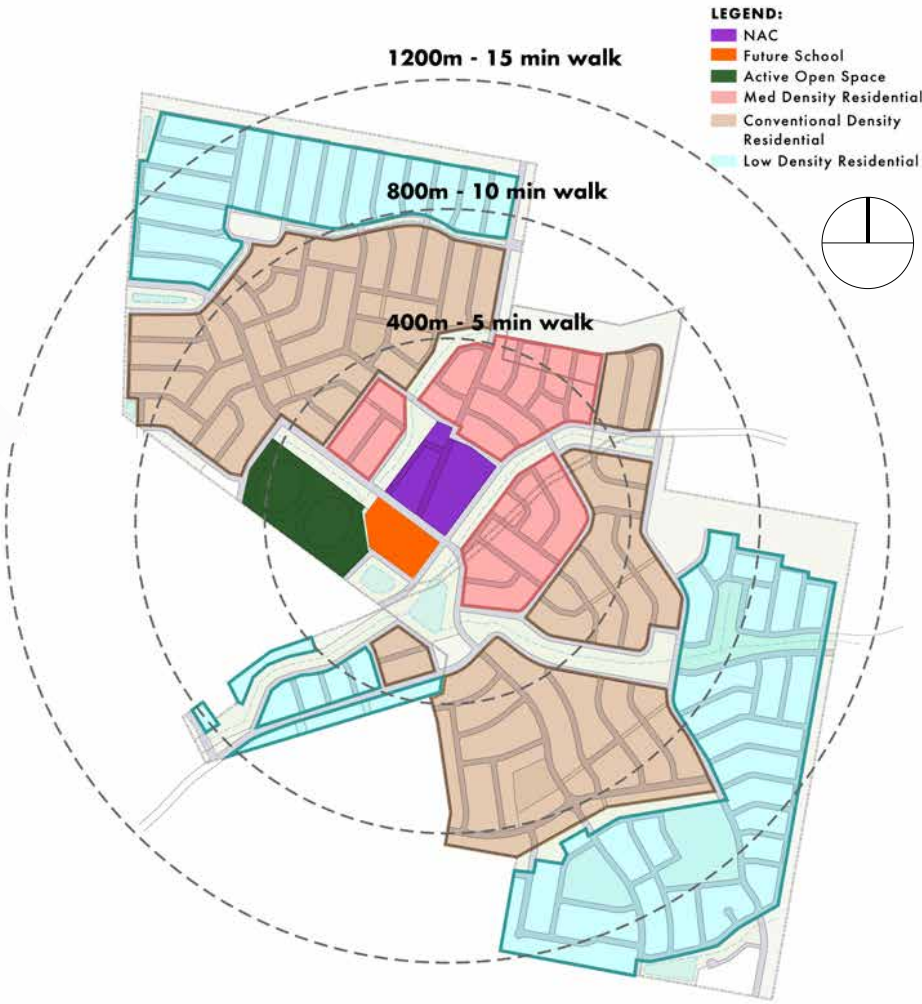 LEGEND:
NAC
Future School
Active Open Space
Med Density Residential
Conventional Density
Residential
Low Density Residential
1200m - 15 min walk
800m - 10 min walk
400m - 5 min walk